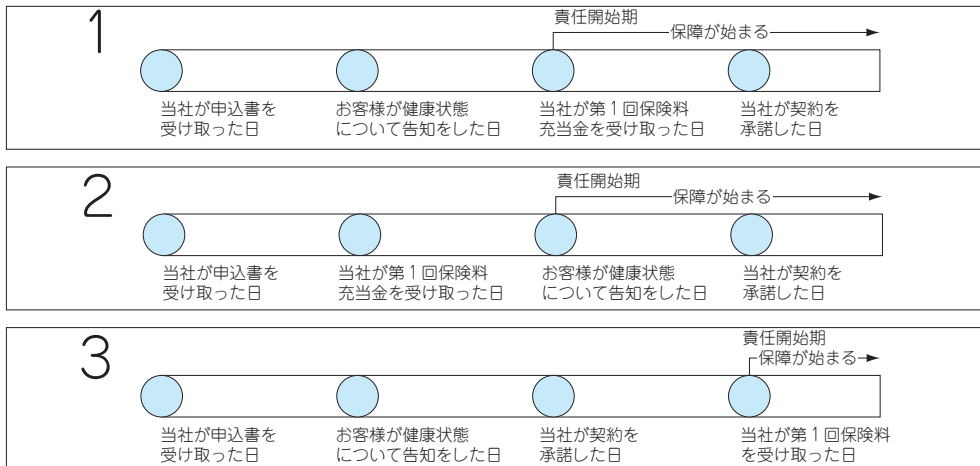 1
責任開始期
保障が始まる
当社が申込書を
受け取った日
お客様が健康状態
について告知をした日
当社が第1回保険料
充当金を受け取った日
当社が契約を
承諾した日
2
責任開始期
保障が始まる
当社が申込書を
受け取った日
当社が第1回保険料
充当金を受け取った日
お客様が健康状態
について告知をした日
当社が契約を
承諾した日
3
責任開始期
保障が始まる
当社が申込書を
受け取った日
お客様が健康状態
について告知をした日
当社が契約を
承諾した日
当社が第1回保険料
を受け取った日